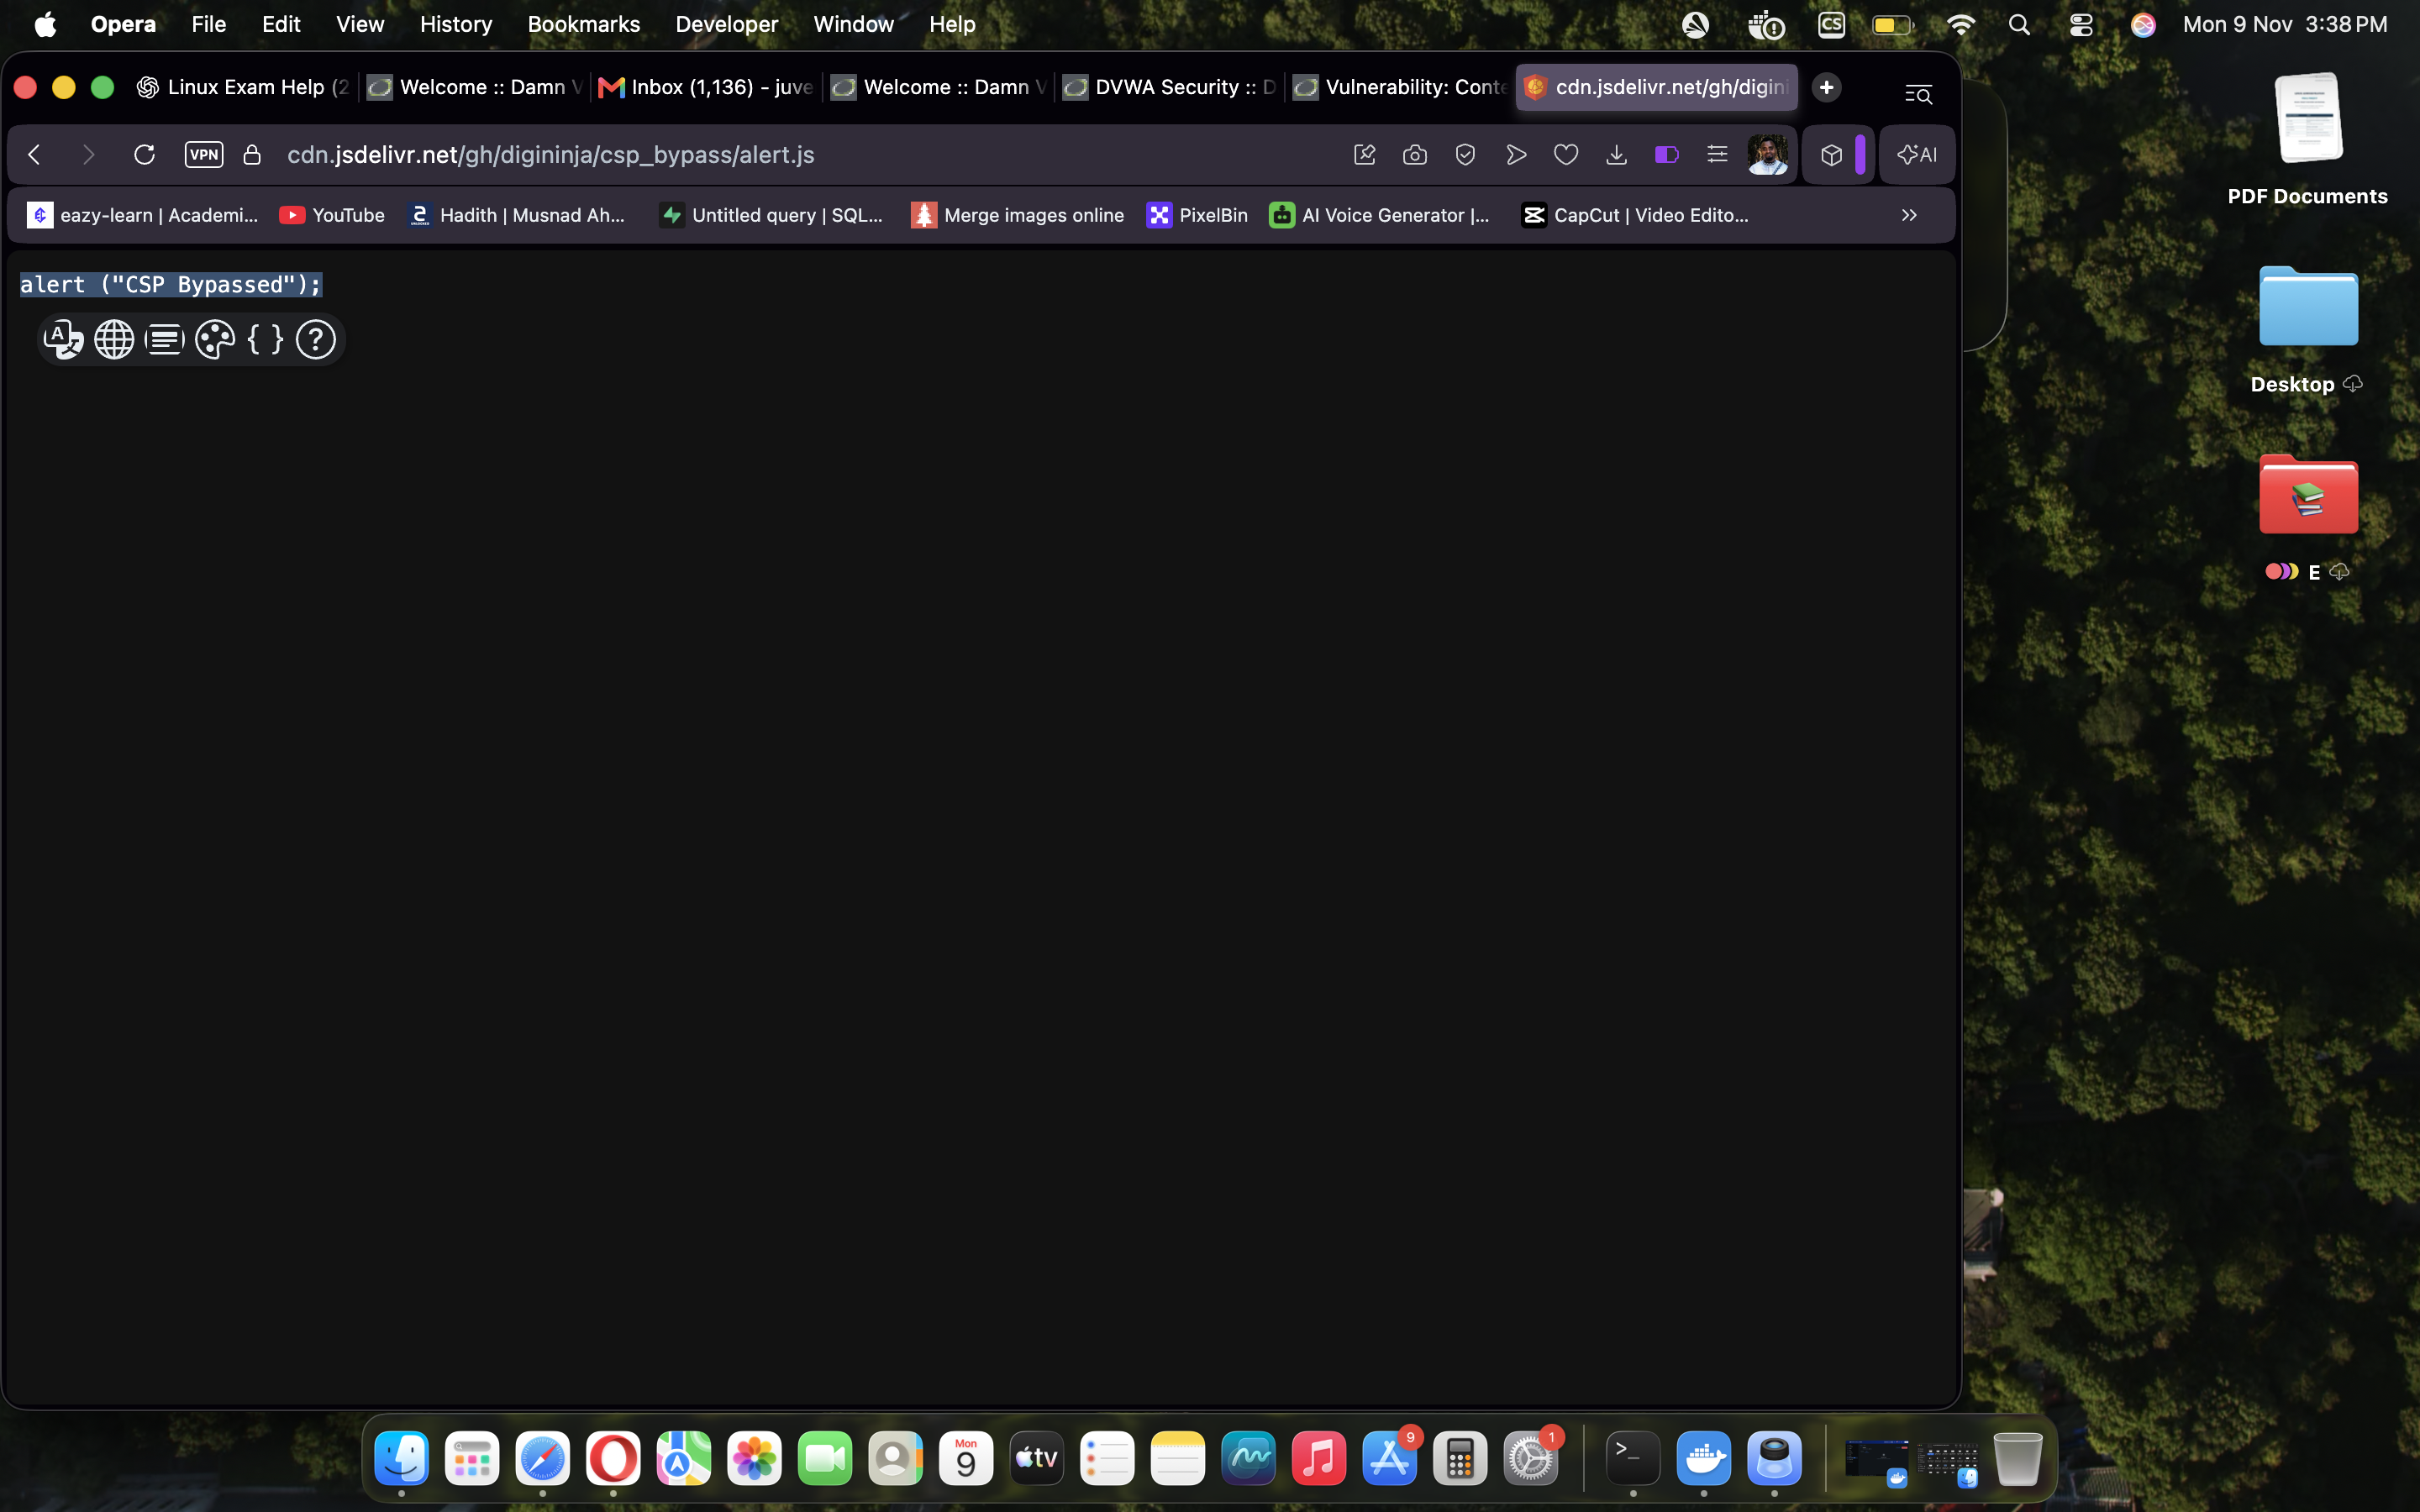 Opera File Edit View History Bookmarks Developer Window Help CS Mon 9 Nov 3:38 PM
Linux Exam Help (2 Welcome :: Damn V Inbox (1,136) - juve Welcome :: Damn V DVWA Security :: D Vulnerability: Conte cdn.jsdelivr.net/gh/digini
VPN cdn.jsdelivr.net/gh/digininja/csp_bypass/alert.js AI
eazy-learn | Academi... YouTube Hadith | Musnad Ah... Untitled query | SQL... Merge images online PixelBin AI Voice Generator |... CapCut | Video Edito...
alert ("CSP Bypassed");
A { } ?
PDF Documents
Desktop
E
Mon
9
tv
9
1
>_